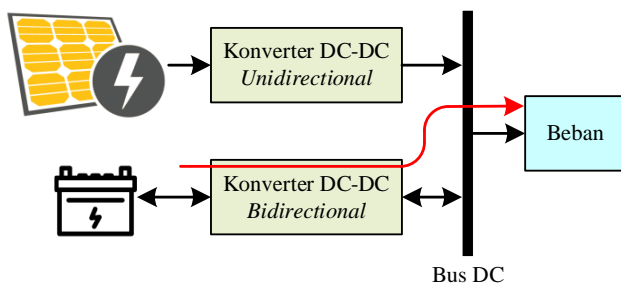 Konverter DC-DC
Unidirectional
Beban
Konverter DC-DC
Bidirectional
Bus DC